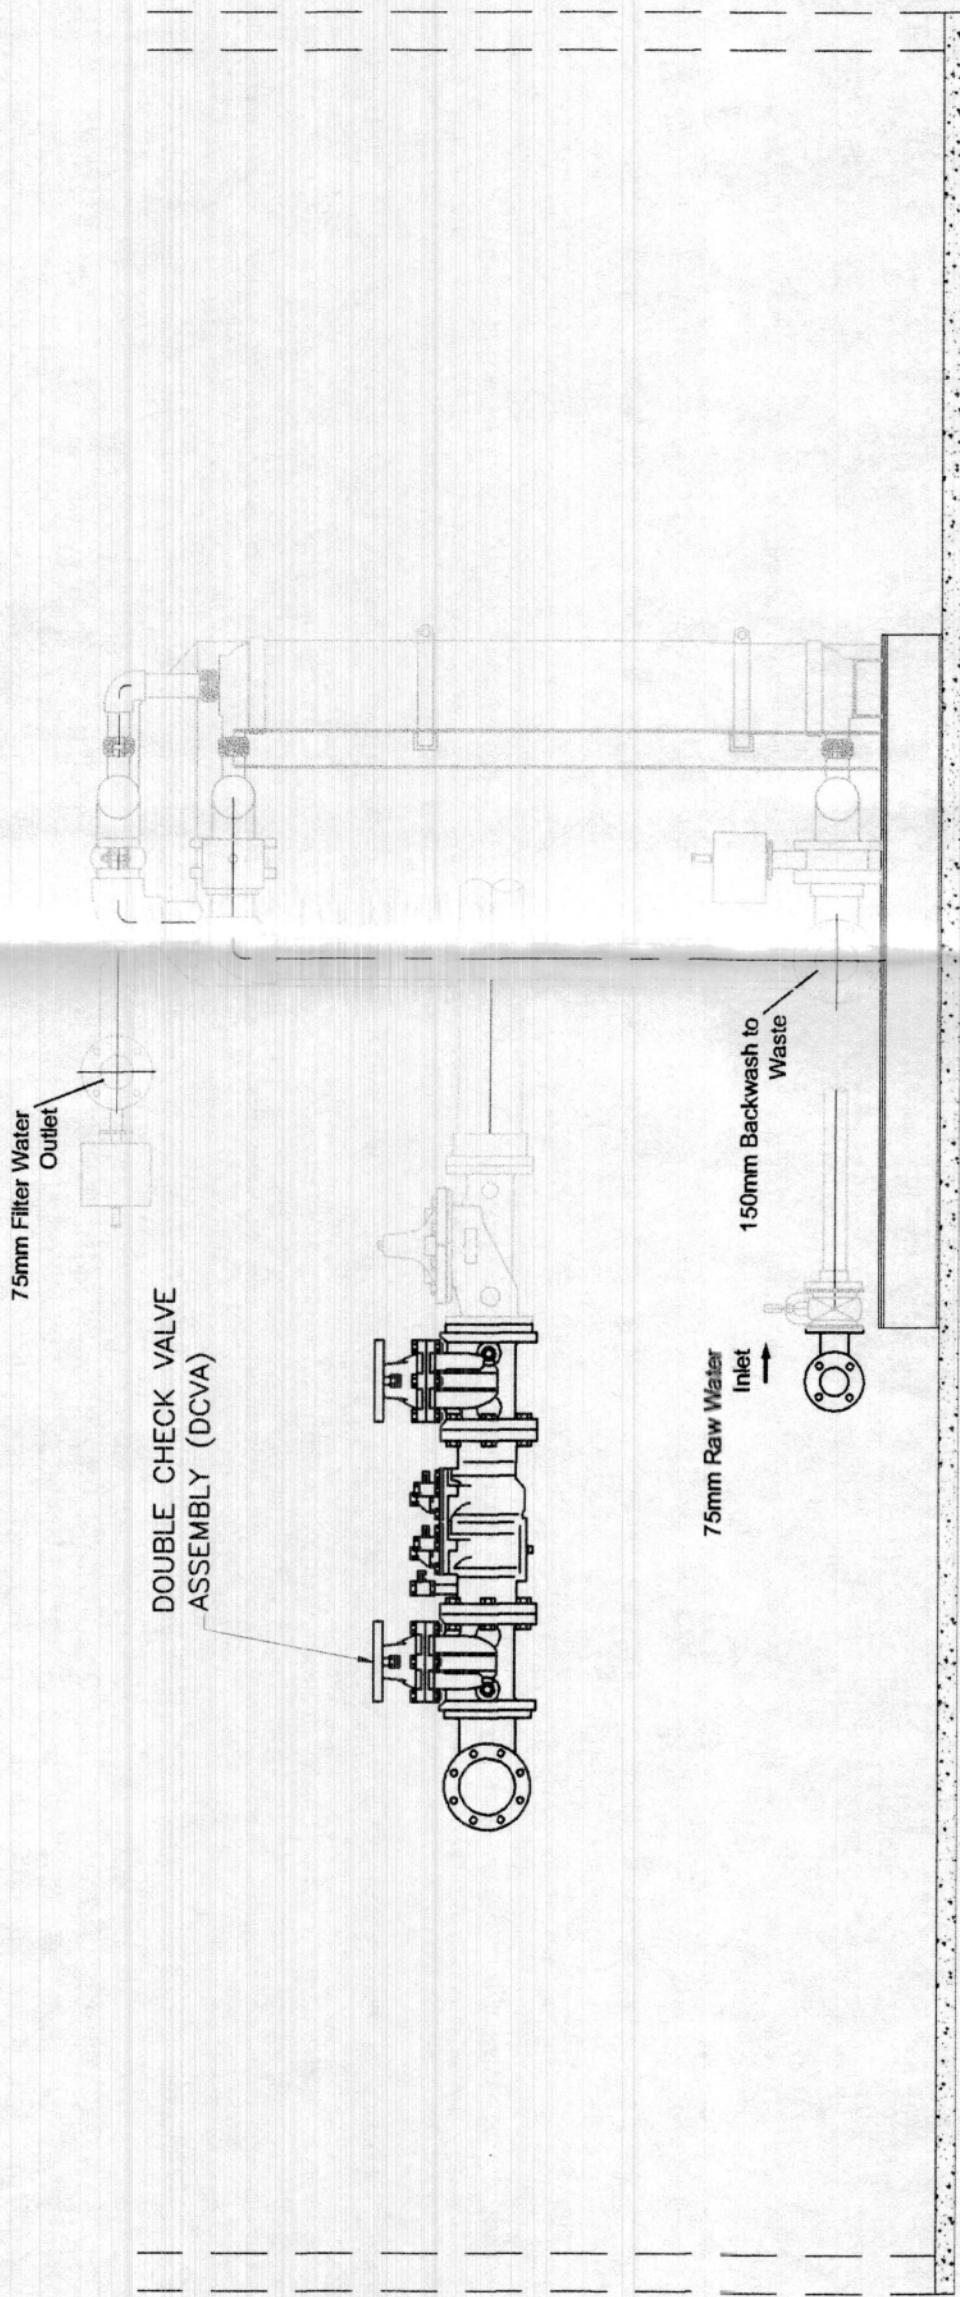 75mm Filter Water
Outlet
DOUBLE CHECK VALVE
ASSEMBLY (DCVA)
75mm Raw Water
Inlet
150mm Backwash to
Waste